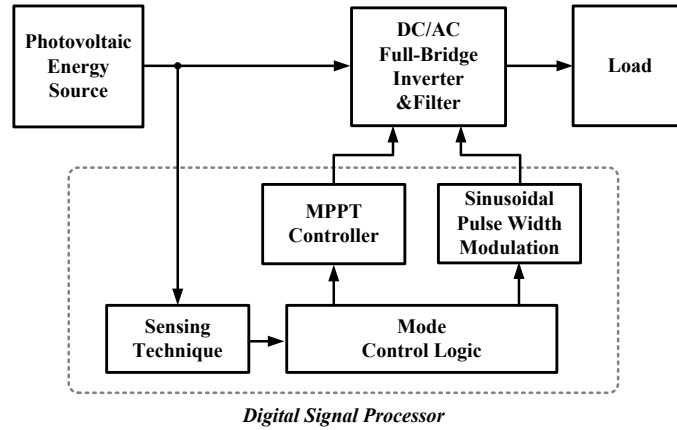 Photovoltaic
Energy
Source
DC/AC
Full-Bridge
Inverter
&Filter
Load
MPPT
Controller
Sinusoidal
Pulse Width
Modulation
Sensing
Technique
Mode
Control Logic
Digital Signal Processor